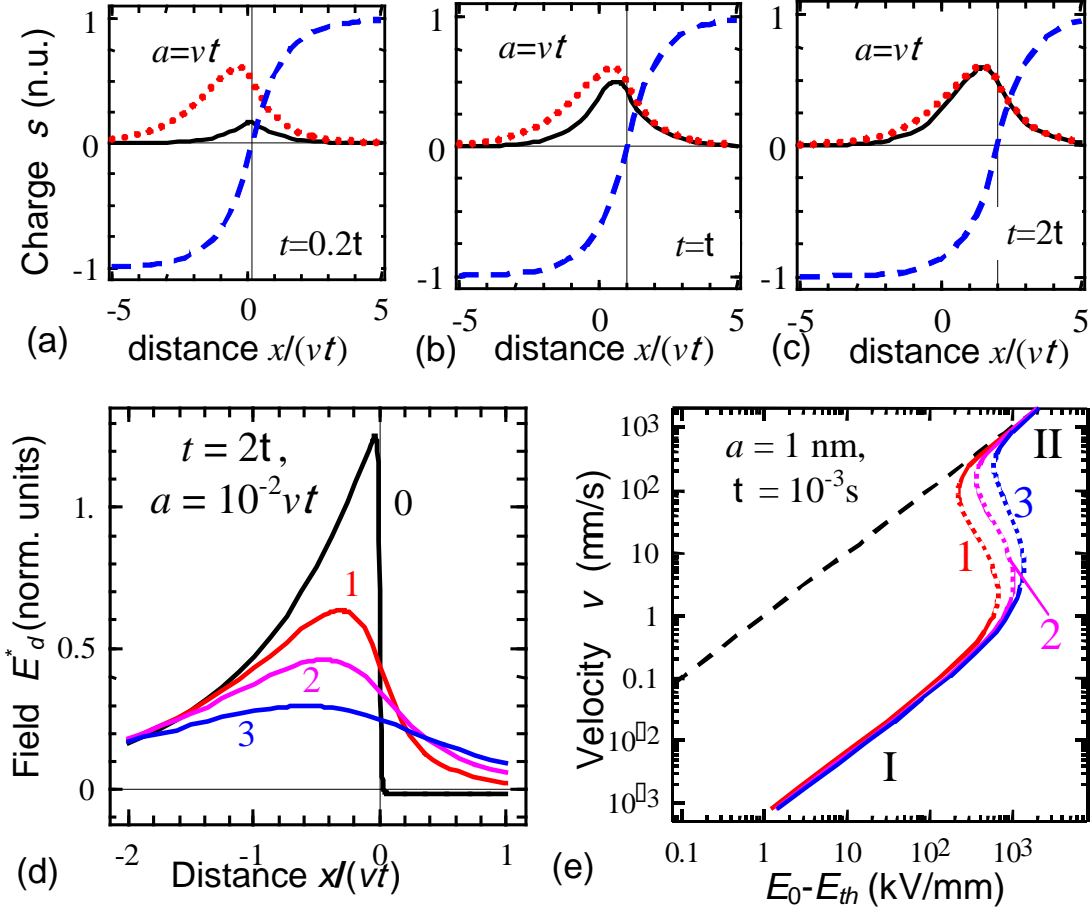 Charge s (n.u.)
1
0
-1
a=vt
t=0.2t
-5 0 5
(a) distance x/(vt)
1
0
-1
a=vt
t=t
-5 0 5
(b) distance x/(vt)
1
0
-1
a=vt
t=2t
-5 0 5
(c) distance x/(vt)
Field E*d (norm. units)
1.
0.5
0
t = 2t,
a = 10-2vt
0
1
2
3
-2 -1 0 1
(d) Distance x/(vt)
Velocity v (mm/s)
10³
10²
10
1
0.1
10▯2
10▯3
a = 1 nm,
t = 10-3s
II
3
1
2
I
0.1 1 10 10² 10³
(e) E0-Eth (kV/mm)